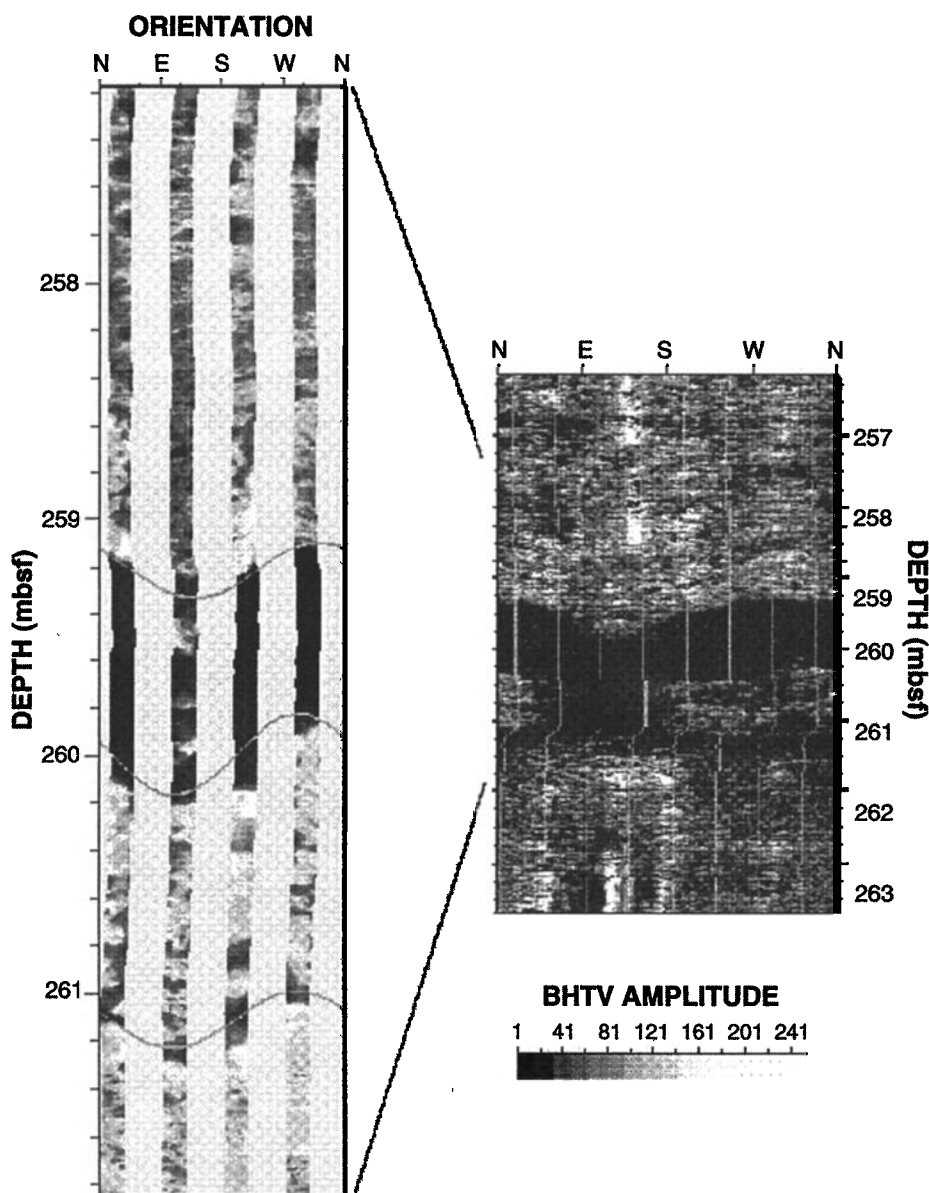 ORIENTATION
N E S W N
258
259
260
261
DEPTH (mbsf)
N E S W N
257
258
259
260
261
262
263
DEPTH (mbsf)
BHTV AMPLITUDE
1 41 81 121 161 201 241